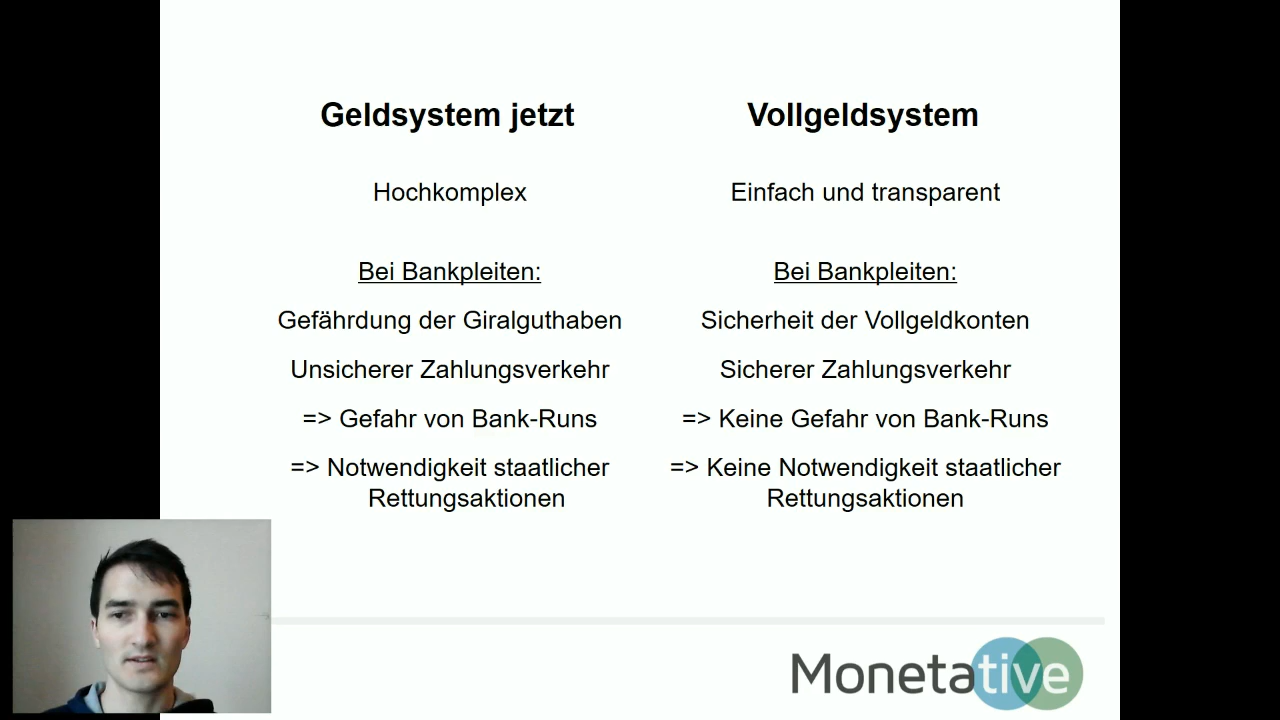 Geldsystem jetzt
Hochkomplex
Bei Bankpleiten:
Gefährdung der Giralguthaben
Unsicherer Zahlungsverkehr
=> Gefahr von Bank-Runs
=> Notwendigkeit staatlicher
Rettungsaktionen
Vollgeldsystem
Einfach und transparent
Bei Bankpleiten:
Sicherheit der Vollgeldkonten
Sicherer Zahlungsverkehr
=> Keine Gefahr von Bank-Runs
=> Keine Notwendigkeit staatlicher
Rettungsaktionen
Monetative